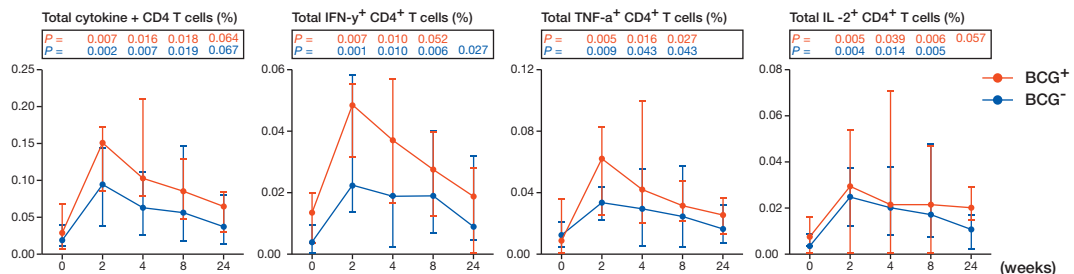 Total cytokine + CD4 T cells (%)
P = 0.007 0.016 0.018 0.064
P = 0.002 0.007 0.019 0.067
0.25
0.20
0.15
0.10
0.05
0.00
0 2 4 8 24
Total IFN-y⁺ CD4⁺ T cells (%)
P = 0.007 0.010 0.052
P = 0.001 0.010 0.006 0.027
0.06
0.04
0.02
0.00
0 2 4 8 24
Total TNF-a⁺ CD4⁺ T cells (%)
P = 0.005 0.016 0.027
P = 0.009 0.043 0.043
0.12
0.08
0.04
0.00
0 2 4 8 24
Total IL -2⁺ CD4⁺ T cells (%)
P = 0.005 0.039 0.006 0.057
P = 0.004 0.014 0.005
0.08
0.06
0.04
0.02
0.00
0 2 4 8 24
(weeks)
BCG⁺
BCG⁻